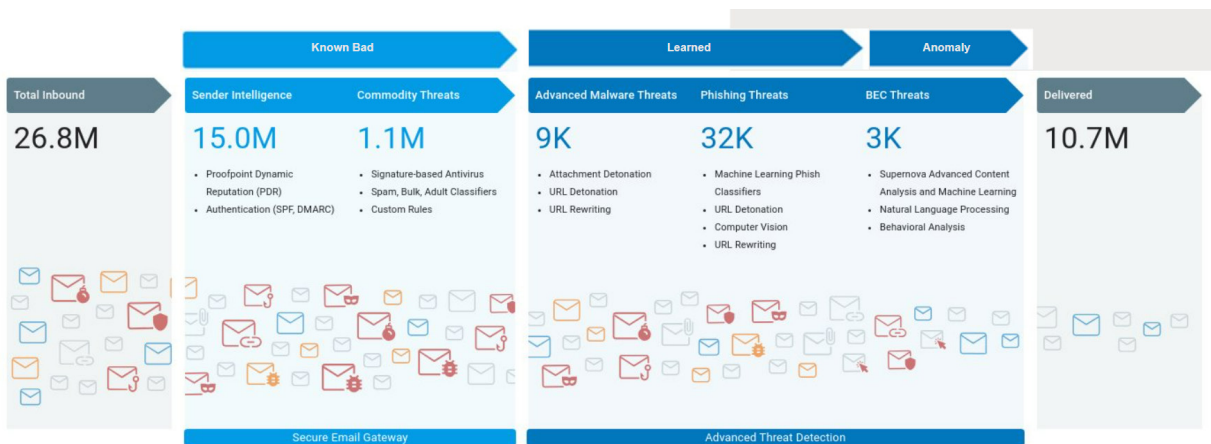 Known Bad
Learned
Anomaly
Total Inbound
26.8M
Sender Intelligence
15.0M
• Proofpoint Dynamic
Reputation (PDR)
• Authentication (SPF, DMARC)
Commodity Threats
1.1M
• Signature-based Antivirus
• Spam, Bulk, Adult Classifiers
• Custom Rules
Advanced Malware Threats
9K
• Attachment Detonation
• URL Detonation
• URL Rewriting
Phishing Threats
32K
• Machine Learning Phish
Classifiers
• URL Detonation
• Computer Vision
• URL Rewriting
BEC Threats
3K
• Supernova Advanced Content
Analysis and Machine Learning
• Natural Language Processing
• Behavioral Analysis
Delivered
10.7M
Secure Email Gateway
Advanced Threat Detection